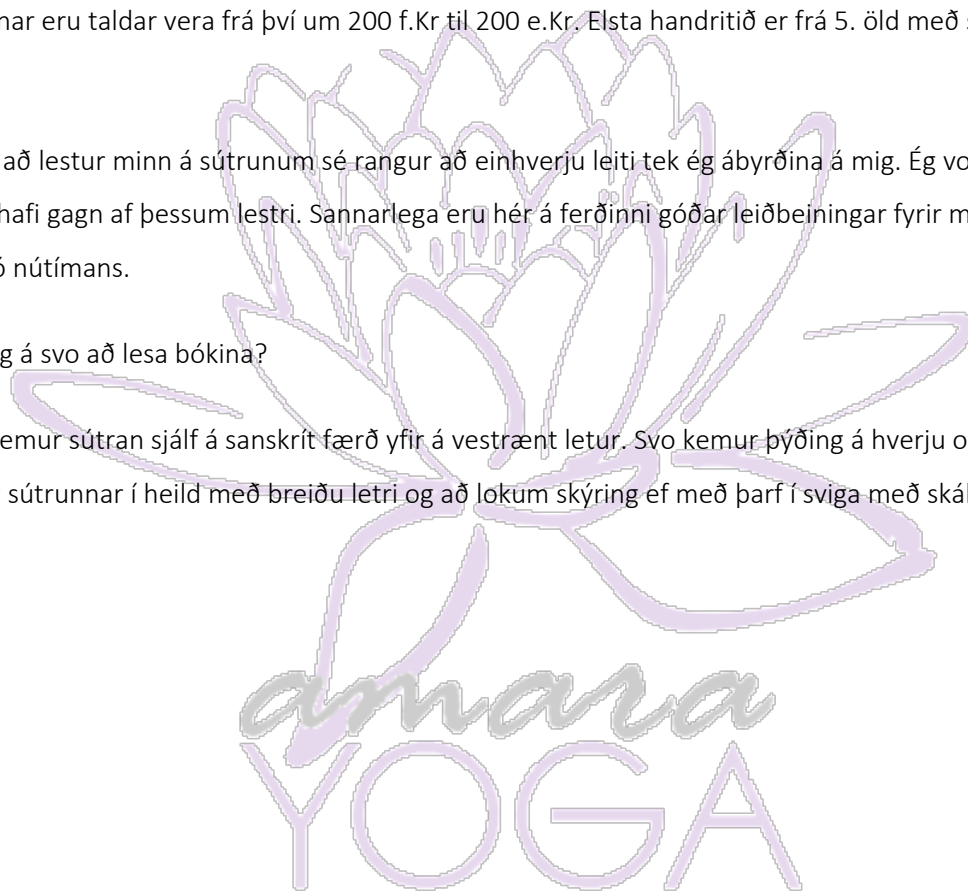 nar eru taldar vera frá því um 200 f.Kr til 200 e.Kr. Elsta handritið er frá 5. öld með
að lestur minn á sútrunum sé rangur að einhverju leiti tek ég ábyrðina á mig. Ég vo
hafi gagn af þessum lestri. Sannarlega eru hér á ferðinni góðar leiðbeiningar fyrir m
ó nútímans.
g á svo að lesa bókina?
emur sútran sjálf á sanskrít færð yfir á vestrænt letur. Svo kemur þýðing á hverju o
sútrunnar í heild með breiðu letri og að lokum skýring ef með þarf í sviga með ská
amara
YOGA